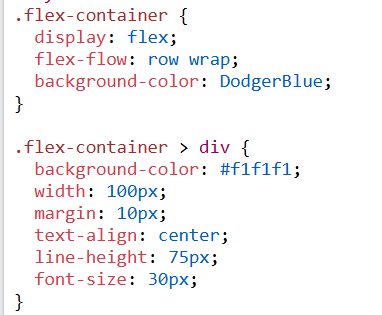 .flex-container {
  display: flex;
  flex-flow: row wrap;
  background-color: DodgerBlue;
}

.flex-container > div {
  background-color: #f1f1f1;
  width: 100px;
  margin: 10px;
  text-align: center;
  line-height: 75px;
  font-size: 30px;
}